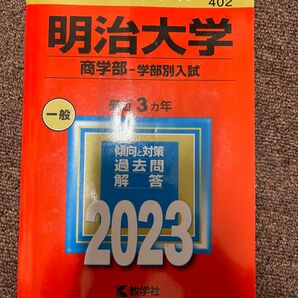 402
明治大学
商学部-学部別入試
一般
最近3カ年
傾向と対策
過去問
解答
2023
教学社